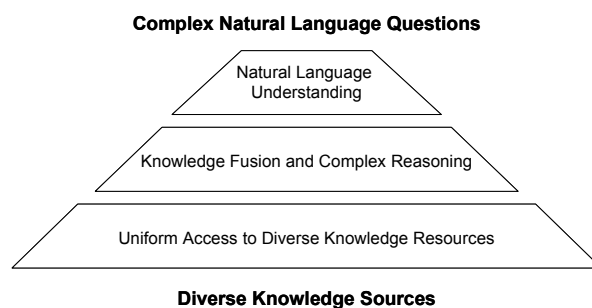 Complex Natural Language Questions
Natural Language
Understanding
Knowledge Fusion and Complex Reasoning
Uniform Access to Diverse Knowledge Resources
Diverse Knowledge Sources